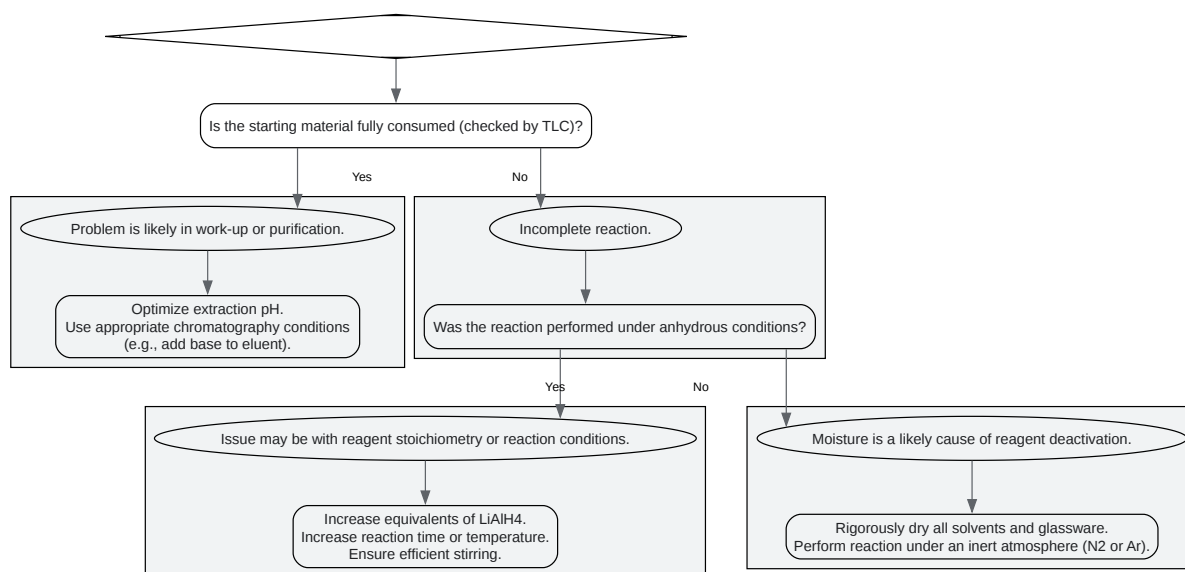 Is the starting material fully consumed (checked by TLC)?
Yes
No
Problem is likely in work-up or purification.
Incomplete reaction.
Optimize extraction pH.
Use appropriate chromatography conditions
(e.g., add base to eluent).
Was the reaction performed under anhydrous conditions?
Yes
No
Issue may be with reagent stoichiometry or reaction conditions.
Moisture is a likely cause of reagent deactivation.
Increase equivalents of LiAlH4.
Increase reaction time or temperature.
Ensure efficient stirring.
Rigorously dry all solvents and glassware.
Perform reaction under an inert atmosphere (N2 or Ar).